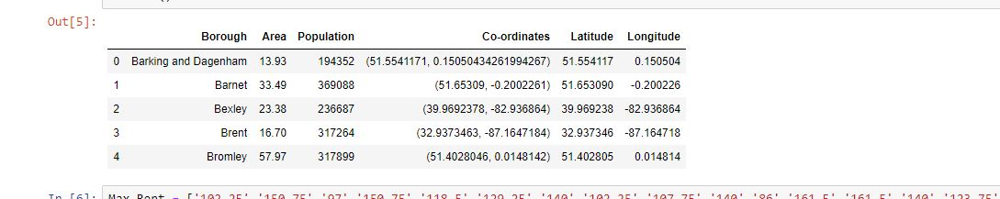 Out[5]:
Borough Area Population Co-ordinates Latitude Longitude
0 Barking and Dagenham 13.93 194352 (51.5541171, 0.15050434261994267) 51.554117 0.150504
1 Barnet 33.49 369088 (51.65309, -0.2002261) 51.653090 -0.200226
2 Bexley 23.38 236687 (39.9692378, -82.936864) 39.969238 -82.936864
3 Brent 16.70 317264 (32.9373463, -87.1647184) 32.937346 -87.164718
4 Bromley 57.97 317899 (51.4028046, 0.0148142) 51.402805 0.014814
In [6]: Max_Rent = ['102.25','150.75','97','150.75','118.5','129.25','140','102.25','107.75','140','86','161.5','161.5','140','123.75'